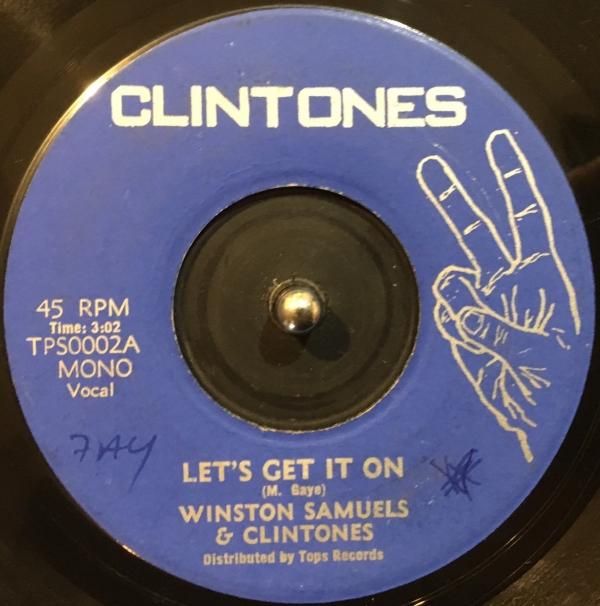 CLINTONES
45 RPM
Time: 3:02
TPS0002A
MONO
Vocal
7AY
LET'S GET IT ON
(M. Gaye)
WINSTON SAMUELS
& CLINTONES
Distributed by Tops Records